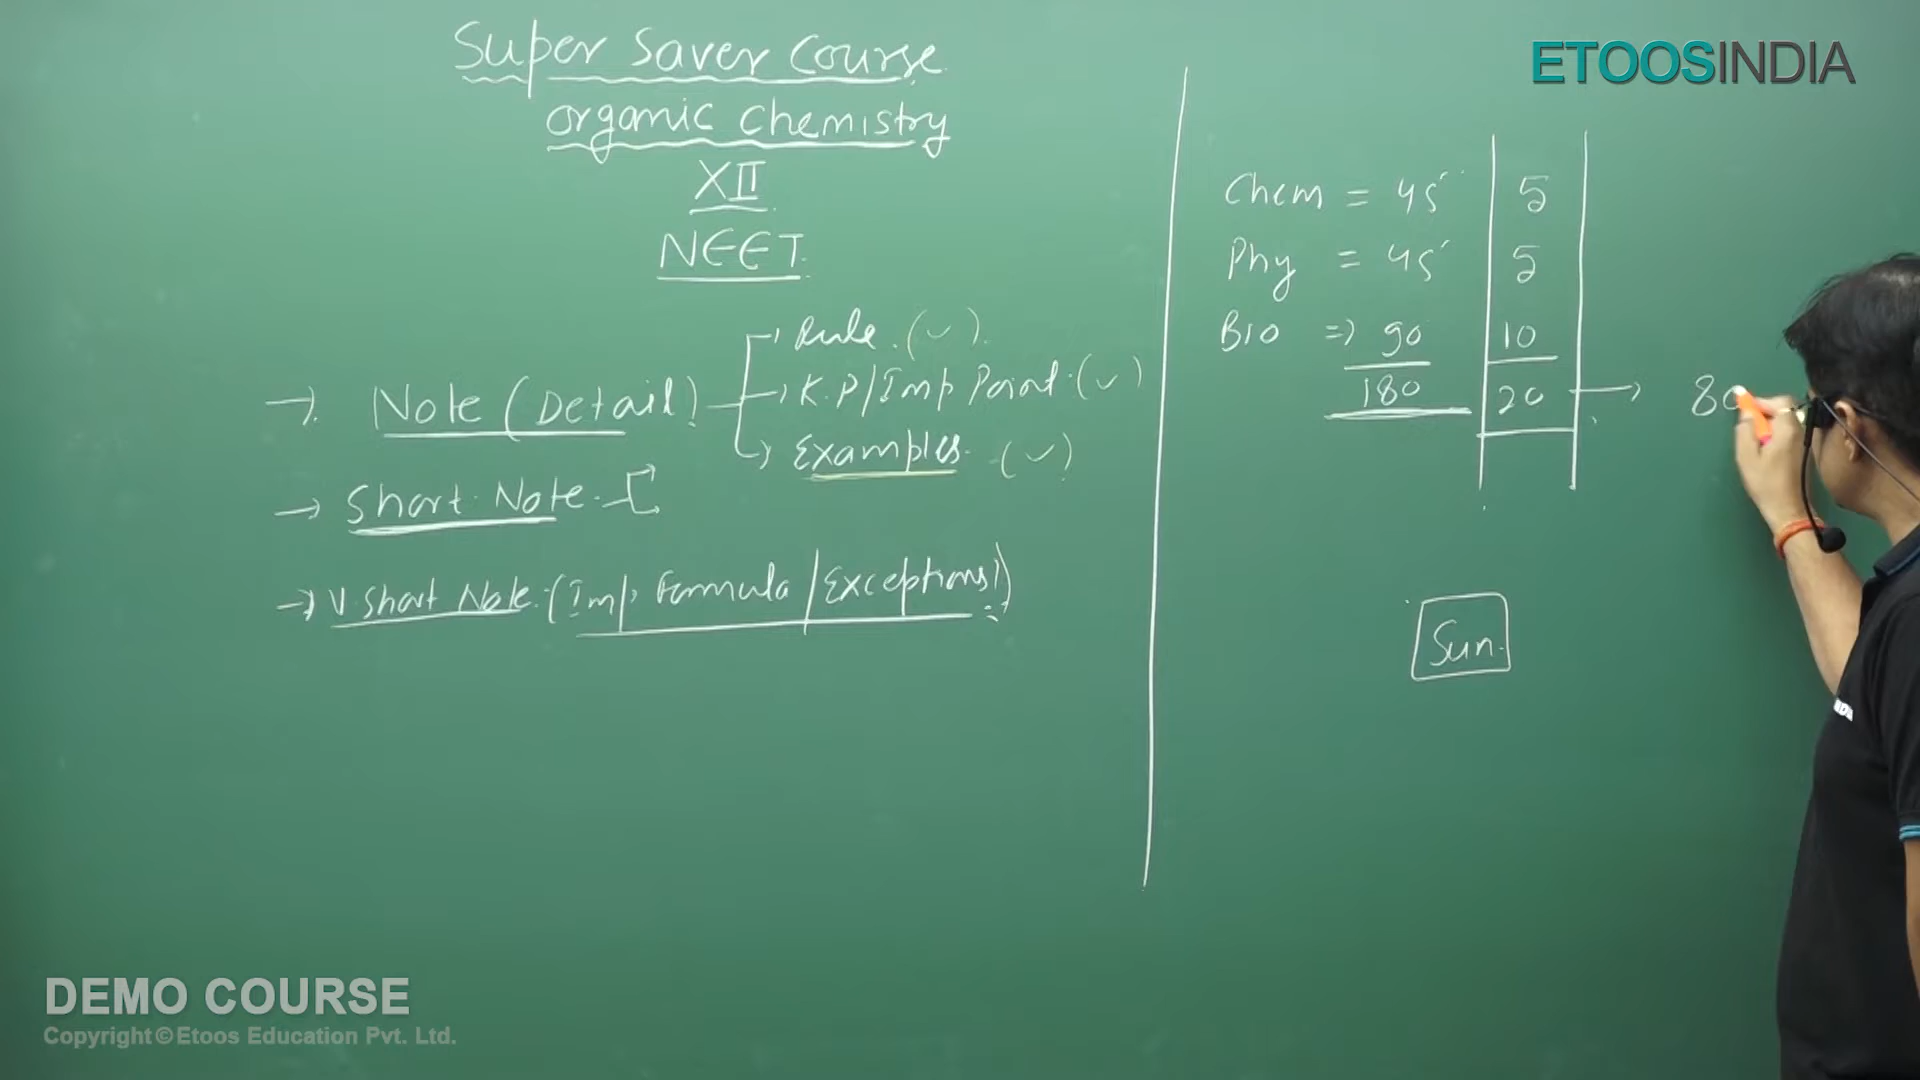 Super Saver Course
Organic Chemistry
XII
NEET
→ Note (Detail)
→ Rule. (✓)
→ K.P/Imp Point. (✓)
→ Examples. (✓)
→ Short Note
→ V. Short Note. (Imp Formula / Exceptions)
ETOOSINDIA
Chem = 45 5
Phy = 45 5
Bio => 90 10
180 20 → 80
Sun.
DEMO COURSE
Copyright © Etoos Education Pvt. Ltd.